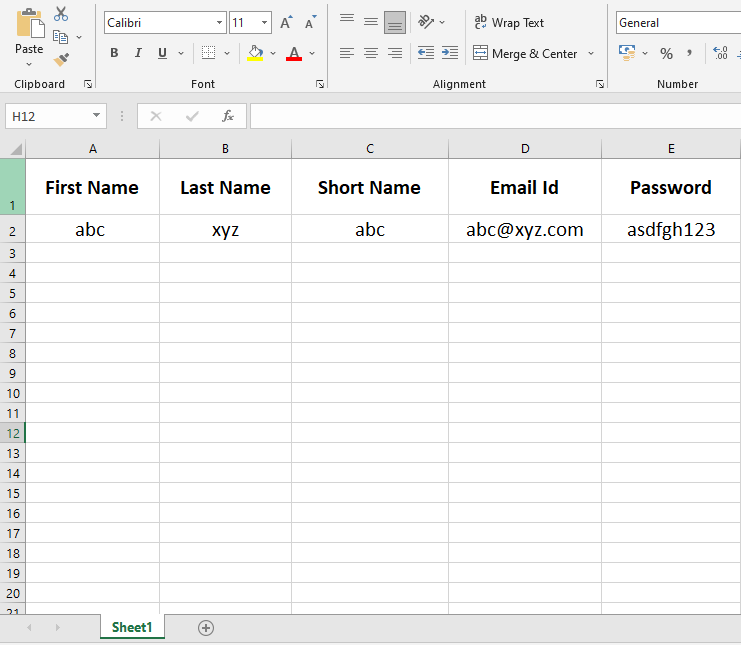 Calibri 11 A A ab Wrap Text General
Paste B I U A Merge & Center % , .00
Clipboard Font Alignment Number
H12 fx
A B C D E
1 First Name Last Name Short Name Email Id Password
2 abc xyz abc abc@xyz.com asdfgh123
3
4
5
6
7
8
9
10
11
12
13
14
15
16
17
18
19
20
21
Sheet1